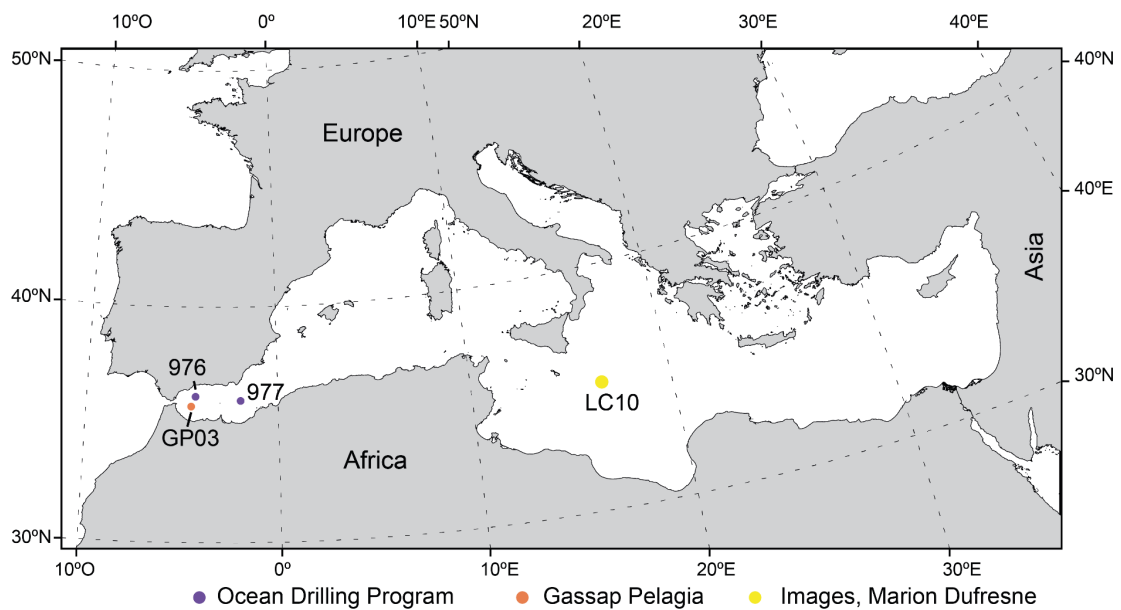 10ºO 0º 10ºE 50ºN 20ºE 30ºE 40ºE
50ºN 40ºN
Europe
40ºE
Asia
40ºN
976
977
30ºN
LC10
GP03
Africa
30ºN
10ºO 0º 10ºE 20ºE 30ºE
Ocean Drilling Program Gassap Pelagia Images, Marion Dufresne